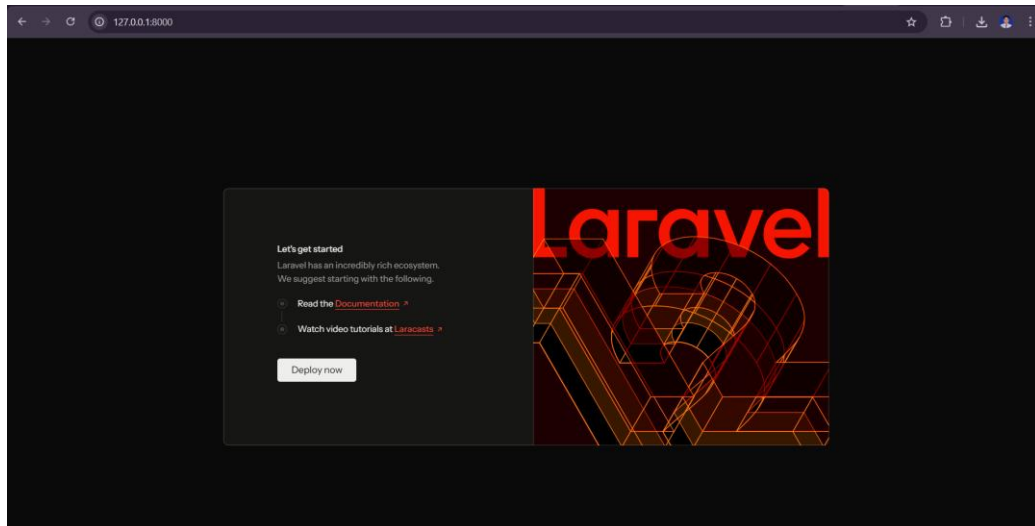 127.0.0.1:8000
Let's get started
Laravel has an incredibly rich ecosystem.
We suggest starting with the following.
Read the Documentation ↗
Watch video tutorials at Laracasts ↗
Deploy now
Laravel